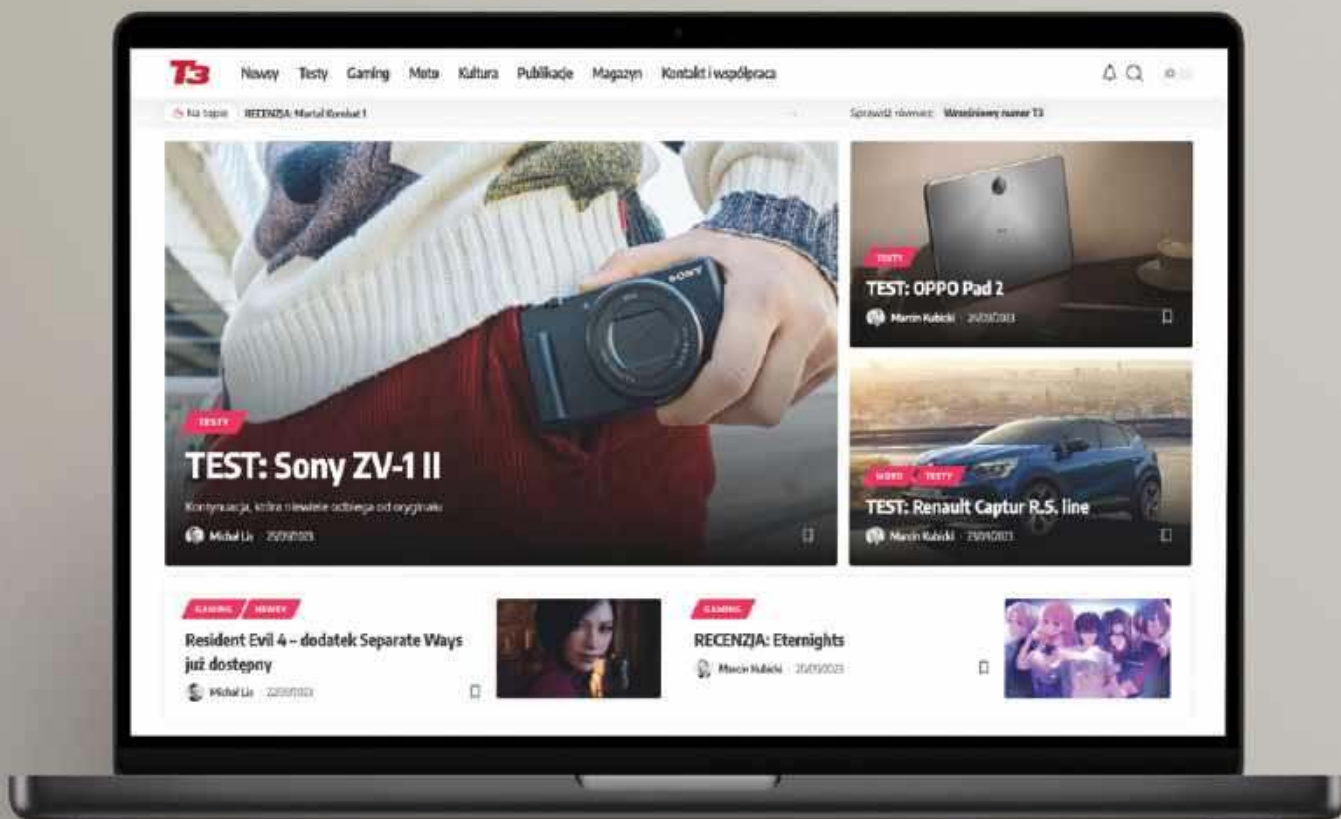 T3 Newsy Testy Gaming Moto Kultura Publikacje Magazyn Kontakt i współpraca
Na topie RECENZJA: Mortal Kombat 1 Sprawdź również: Wrześniowy numer T3
SONY
TESTY
TEST: Sony ZV-1 II
Kontynuacja, która niewiele odbiega od oryginału
Michał Lis
TESTY
TEST: OPPO Pad 2
Marcin Kubicki
MOTO TESTY
TEST: Renault Captur R.S. line
Marcin Kubicki
GAMING NEWSY
Resident Evil 4 – dodatek Separate Ways
już dostępny
Michał Lis
GAMING
RECENZJA: Eternights
Marcin Kubicki